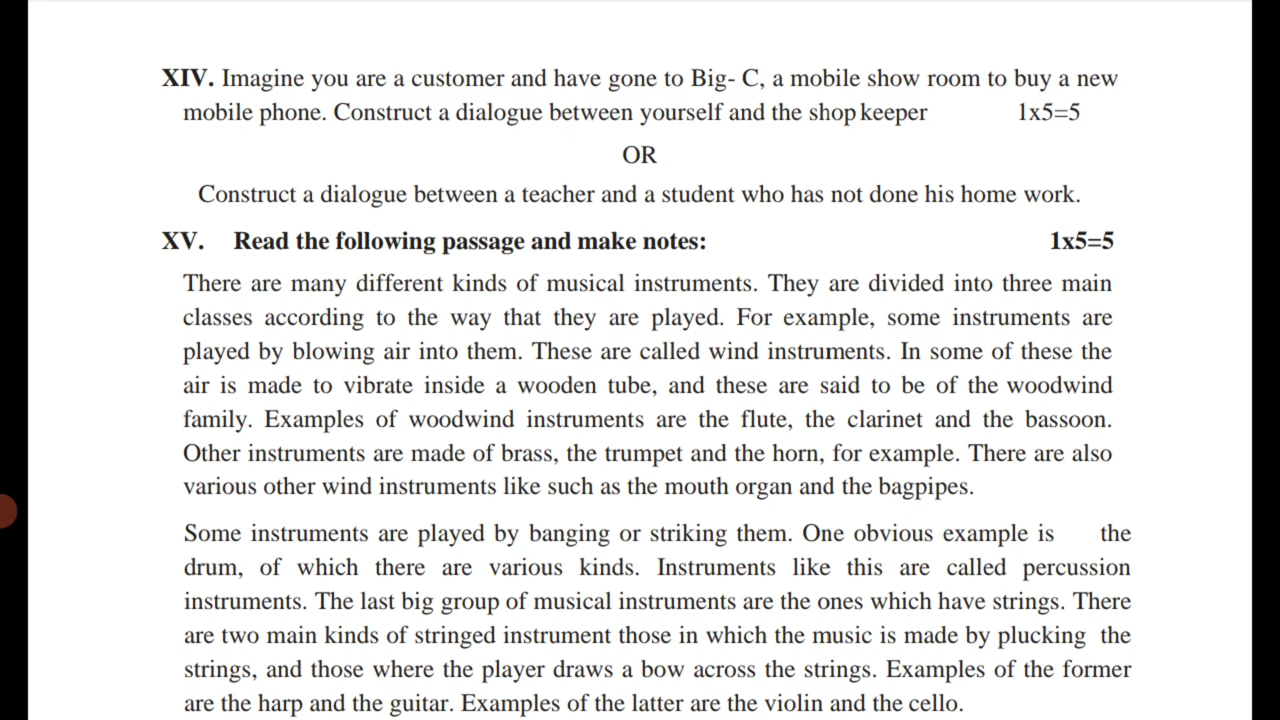 XIV. Imagine you are a customer and have gone to Big- C, a mobile show room to buy a new
mobile phone. Construct a dialogue between yourself and the shop keeper 1x5=5
OR
Construct a dialogue between a teacher and a student who has not done his home work.
XV. Read the following passage and make notes: 1x5=5
There are many different kinds of musical instruments. They are divided into three main
classes according to the way that they are played. For example, some instruments are
played by blowing air into them. These are called wind instruments. In some of these the
air is made to vibrate inside a wooden tube, and these are said to be of the woodwind
family. Examples of woodwind instruments are the flute, the clarinet and the bassoon.
Other instruments are made of brass, the trumpet and the horn, for example. There are also
various other wind instruments like such as the mouth organ and the bagpipes.
Some instruments are played by banging or striking them. One obvious example is the
drum, of which there are various kinds. Instruments like this are called percussion
instruments. The last big group of musical instruments are the ones which have strings. There
are two main kinds of stringed instrument those in which the music is made by plucking the
strings, and those where the player draws a bow across the strings. Examples of the former
are the harp and the guitar. Examples of the latter are the violin and the cello.